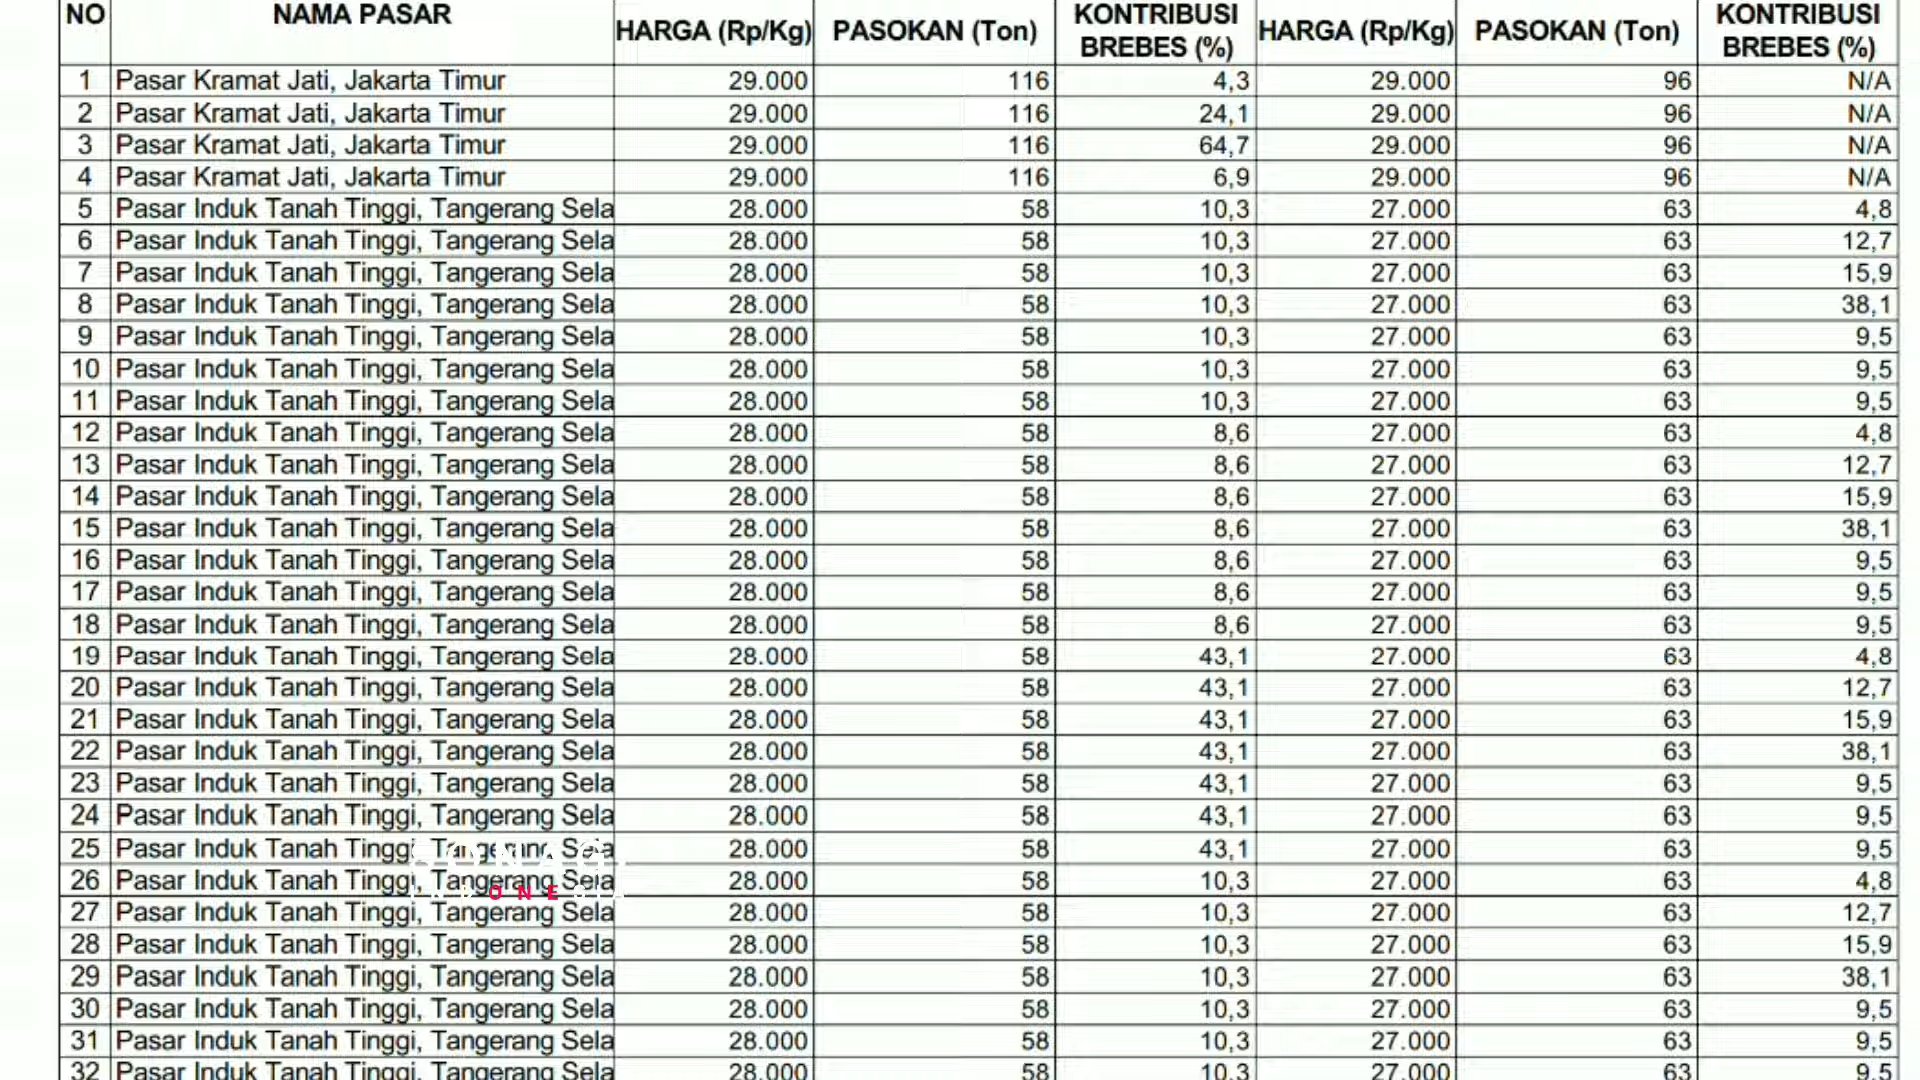 NO NAMA PASAR HARGA (Rp/Kg) PASOKAN (Ton) KONTRIBUSI BREBES (%) HARGA (Rp/Kg) PASOKAN (Ton) KONTRIBUSI BREBES (%)
1 Pasar Kramat Jati, Jakarta Timur 29.000 116 4,3 29.000 96 N/A
2 Pasar Kramat Jati, Jakarta Timur 29.000 116 24,1 29.000 96 N/A
3 Pasar Kramat Jati, Jakarta Timur 29.000 116 64,7 29.000 96 N/A
4 Pasar Kramat Jati, Jakarta Timur 29.000 116 6,9 29.000 96 N/A
5 Pasar Induk Tanah Tinggi, Tangerang Sela 28.000 58 10,3 27.000 63 4,8
6 Pasar Induk Tanah Tinggi, Tangerang Sela 28.000 58 10,3 27.000 63 12,7
7 Pasar Induk Tanah Tinggi, Tangerang Sela 28.000 58 10,3 27.000 63 15,9
8 Pasar Induk Tanah Tinggi, Tangerang Sela 28.000 58 10,3 27.000 63 38,1
9 Pasar Induk Tanah Tinggi, Tangerang Sela 28.000 58 10,3 27.000 63 9,5
10 Pasar Induk Tanah Tinggi, Tangerang Sela 28.000 58 10,3 27.000 63 9,5
11 Pasar Induk Tanah Tinggi, Tangerang Sela 28.000 58 10,3 27.000 63 9,5
12 Pasar Induk Tanah Tinggi, Tangerang Sela 28.000 58 8,6 27.000 63 4,8
13 Pasar Induk Tanah Tinggi, Tangerang Sela 28.000 58 8,6 27.000 63 12,7
14 Pasar Induk Tanah Tinggi, Tangerang Sela 28.000 58 8,6 27.000 63 15,9
15 Pasar Induk Tanah Tinggi, Tangerang Sela 28.000 58 8,6 27.000 63 38,1
16 Pasar Induk Tanah Tinggi, Tangerang Sela 28.000 58 8,6 27.000 63 9,5
17 Pasar Induk Tanah Tinggi, Tangerang Sela 28.000 58 8,6 27.000 63 9,5
18 Pasar Induk Tanah Tinggi, Tangerang Sela 28.000 58 8,6 27.000 63 9,5
19 Pasar Induk Tanah Tinggi, Tangerang Sela 28.000 58 43,1 27.000 63 4,8
20 Pasar Induk Tanah Tinggi, Tangerang Sela 28.000 58 43,1 27.000 63 12,7
21 Pasar Induk Tanah Tinggi, Tangerang Sela 28.000 58 43,1 27.000 63 15,9
22 Pasar Induk Tanah Tinggi, Tangerang Sela 28.000 58 43,1 27.000 63 38,1
23 Pasar Induk Tanah Tinggi, Tangerang Sela 28.000 58 43,1 27.000 63 9,5
24 Pasar Induk Tanah Tinggi, Tangerang Sela 28.000 58 43,1 27.000 63 9,5
25 Pasar Induk Tanah Tinggi, Tangerang Sela 28.000 58 43,1 27.000 63 9,5
26 Pasar Induk Tanah Tinggi, Tangerang Sela 28.000 58 10,3 27.000 63 4,8
ONE
27 Pasar Induk Tanah Tinggi, Tangerang Sela 28.000 58 10,3 27.000 63 12,7
28 Pasar Induk Tanah Tinggi, Tangerang Sela 28.000 58 10,3 27.000 63 15,9
29 Pasar Induk Tanah Tinggi, Tangerang Sela 28.000 58 10,3 27.000 63 38,1
30 Pasar Induk Tanah Tinggi, Tangerang Sela 28.000 58 10,3 27.000 63 9,5
31 Pasar Induk Tanah Tinggi, Tangerang Sela 28.000 58 10,3 27.000 63 9,5
32 Pasar Induk Tanah Tinggi, Tangerang Sela 28.000 58 10,3 27.000 63 9,5